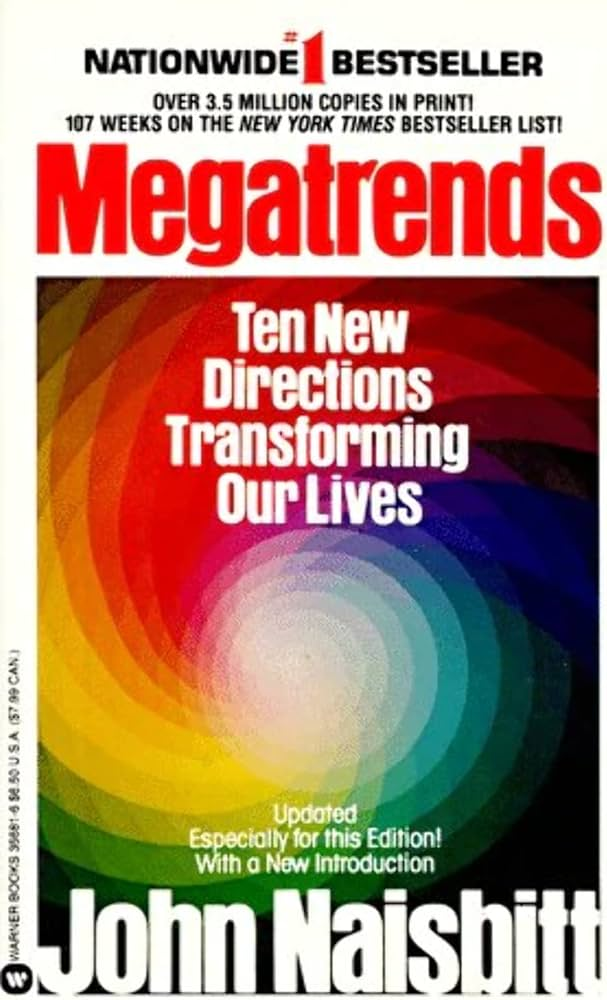 NATIONWIDE #1 BESTSELLER
OVER 3.5 MILLION COPIES IN PRINT!
107 WEEKS ON THE NEW YORK TIMES BESTSELLER LIST!
Megatrends
Ten New
Directions
Transforming
Our Lives
Updated
Especially for this Edition!
With a New Introduction
John Naisbitt
W WARNER BOOKS 35681-6 $6.50 U.S.A. ($7.99 CAN.)